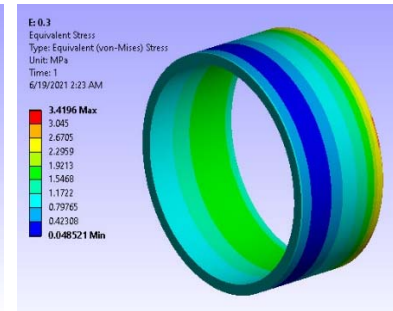 E: 0.3
Equivalent Stress
Type: Equivalent (von-Mises) Stress
Unit: MPa
Time: 1
6/19/2021 2:23 AM
3.4196 Max
3.045
2.6705
2.2959
1.9213
1.5468
1.1722
0.79765
0.42308
0.048521 Min